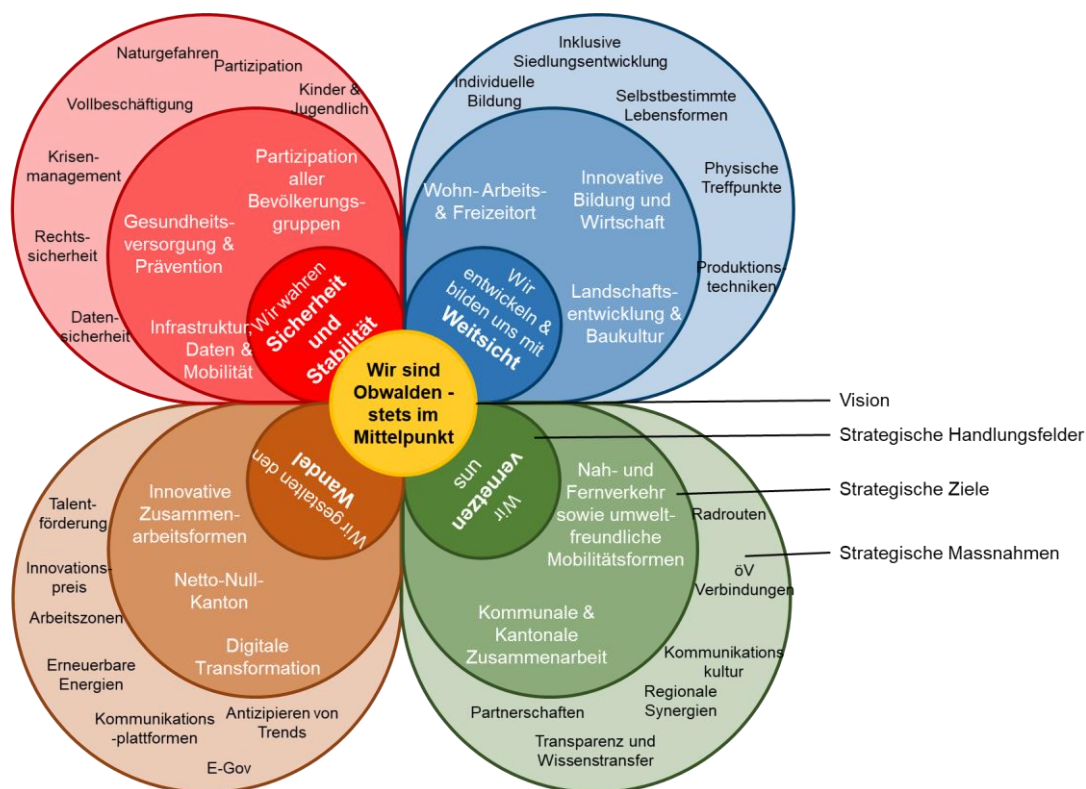 Naturgefahren
Partizipation
Kinder &
Jugendlich
Vollbeschäftigung
Krisen-
management
Rechts-
sicherheit
Daten-
sicherheit
Partizipation
aller
Bevölkerungs-
gruppen
Gesundheits-
versorgung &
Prävention
Infrastruktur,
Daten &
Mobilität
Wir wahren
Sicherheit
und
Stabilität
Inklusive
Siedlungsentwicklung
Individuelle
Bildung
Selbstbestimmte
Lebensformen
Physische
Treffpunkte
Produktions-
techniken
Wohn- Arbeits-
& Freizeitort
Innovative
Bildung und
Wirtschaft
Landschafts-
entwicklung &
Baukultur
Wir
entwickeln &
bilden uns mit
Weitsicht
Wir sind
Obwalden -
stets im
Mittelpunkt
Wir gestalten den
Wandel
Innovative
Zusammen-
arbeitsformen
Netto-Null-
Kanton
Digitale
Transformation
Talent-
förderung
Innovations-
preis
Arbeitszonen
Erneuerbare
Energien
Kommunikations
-plattformen
Antizipieren von
Trends
E-Gov
Wir
vernetzen
uns
Nah- und
Fernverkehr
sowie umwelt-
freundliche
Mobilitätsformen
Kommunale &
Kantonale
Zusammenarbeit
Radrouten
öV
Verbindungen
Kommunikations
kultur
Regionale
Synergien
Partnerschaften
Transparenz und
Wissenstransfer
Vision
Strategische Handlungsfelder
Strategische Ziele
Strategische Massnahmen